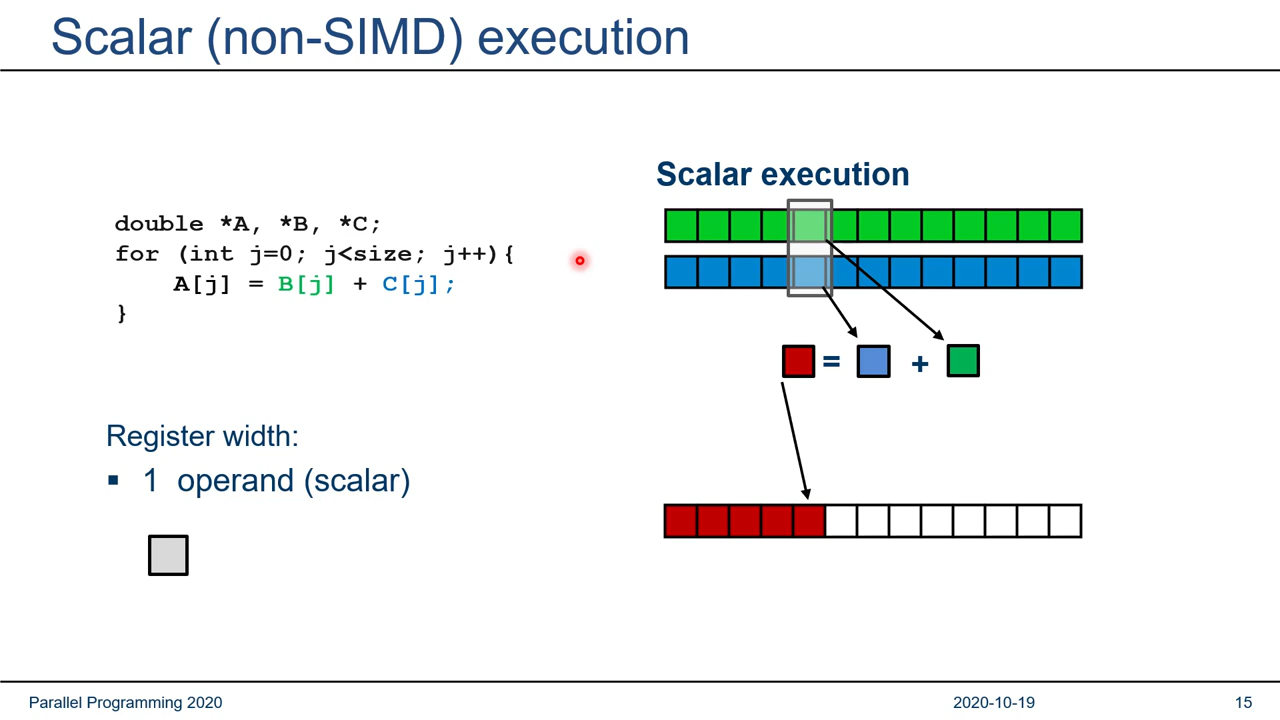 Scalar (non-SIMD) execution
double *A, *B, *C;
for (int j=0; j<size; j++){
A[j] = B[j] + C[j];
}
Register width:
▪ 1 operand (scalar)
Scalar execution
= +
Parallel Programming 2020
2020-10-19
15